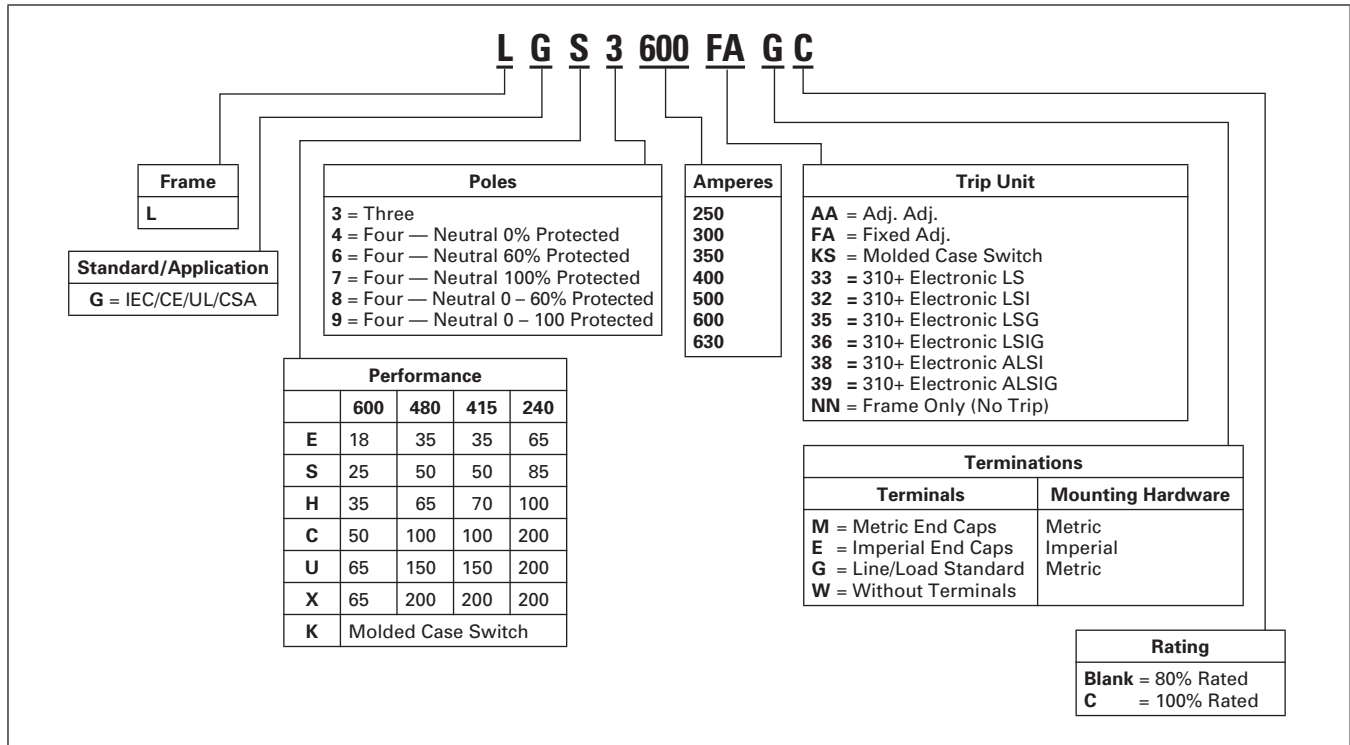 L G S 3 600 FA G C
Frame
L
Standard/Application
G = IEC/CE/UL/CSA
Poles
3 = Three
4 = Four — Neutral 0% Protected
6 = Four — Neutral 60% Protected
7 = Four — Neutral 100% Protected
8 = Four — Neutral 0 – 60% Protected
9 = Four — Neutral 0 – 100 Protected
Amperes
250
300
350
400
500
600
630
Trip Unit
AA = Adj. Adj.
FA = Fixed Adj.
KS = Molded Case Switch
33 = 310+ Electronic LS
32 = 310+ Electronic LSI
35 = 310+ Electronic LSG
36 = 310+ Electronic LSIG
38 = 310+ Electronic ALSI
39 = 310+ Electronic ALSIG
NN = Frame Only (No Trip)
Performance
600 480 415 240
E 18 35 35 65
S 25 50 50 85
H 35 65 70 100
C 50 100 100 200
U 65 150 150 200
X 65 200 200 200
K Molded Case Switch
Terminations
Terminals Mounting Hardware
M = Metric End Caps Metric
E = Imperial End Caps Imperial
G = Line/Load Standard Metric
W = Without Terminals
Rating
Blank = 80% Rated
C = 100% Rated